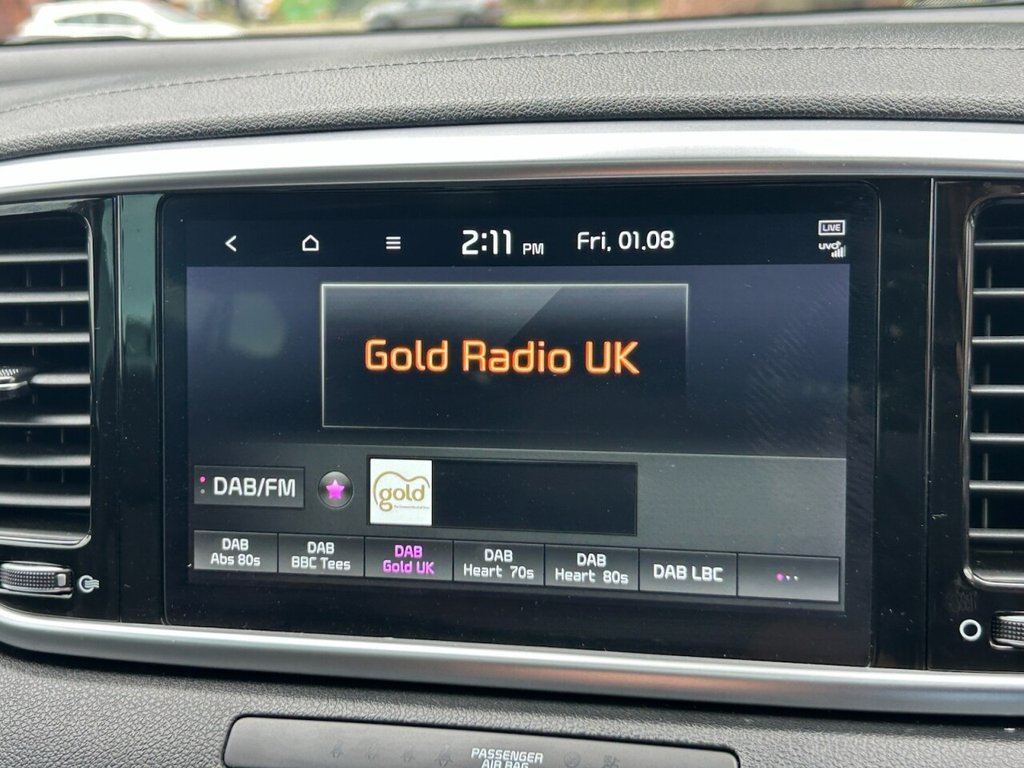 2:11 PM Fri, 01.08
LIVE
UVO
Gold Radio UK
DAB/FM
gold
DAB
Abs 80s
DAB
BBC Tees
DAB
Gold UK
DAB
Heart 70s
DAB
Heart 80s
DAB LBC
PASSENGER
AIR BAG